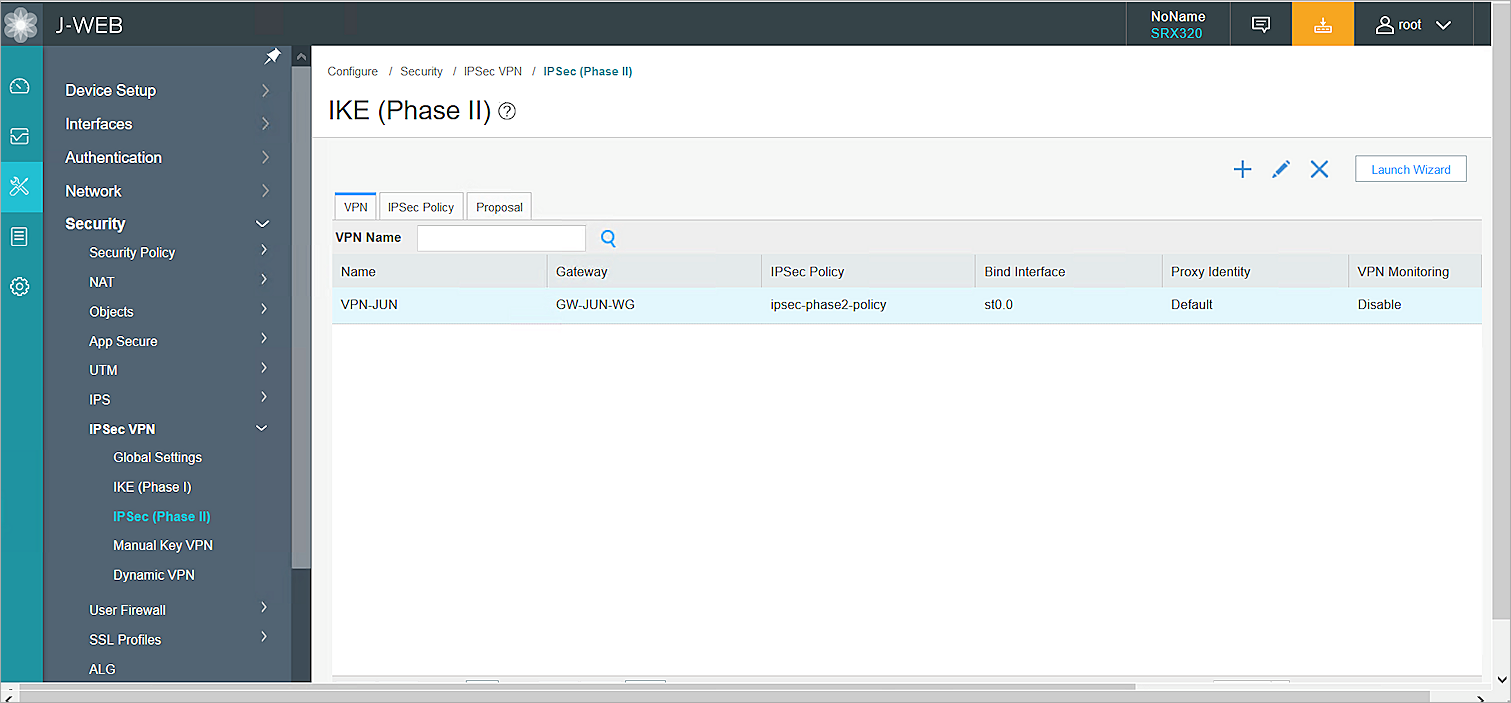 J-WEB
NoName
SRX320
root
Device Setup
Interfaces
Authentication
Network
Security
Security Policy
NAT
Objects
App Secure
UTM
IPS
IPSec VPN
Global Settings
IKE (Phase I)
IPSec (Phase II)
Manual Key VPN
Dynamic VPN
User Firewall
SSL Profiles
ALG
Configure / Security / IPSec VPN / IPSec (Phase II)
IKE (Phase II) ?
Launch Wizard
VPN IPSec Policy Proposal
VPN Name
Name Gateway IPSec Policy Bind Interface Proxy Identity VPN Monitoring
VPN-JUN GW-JUN-WG ipsec-phase2-policy st0.0 Default Disable